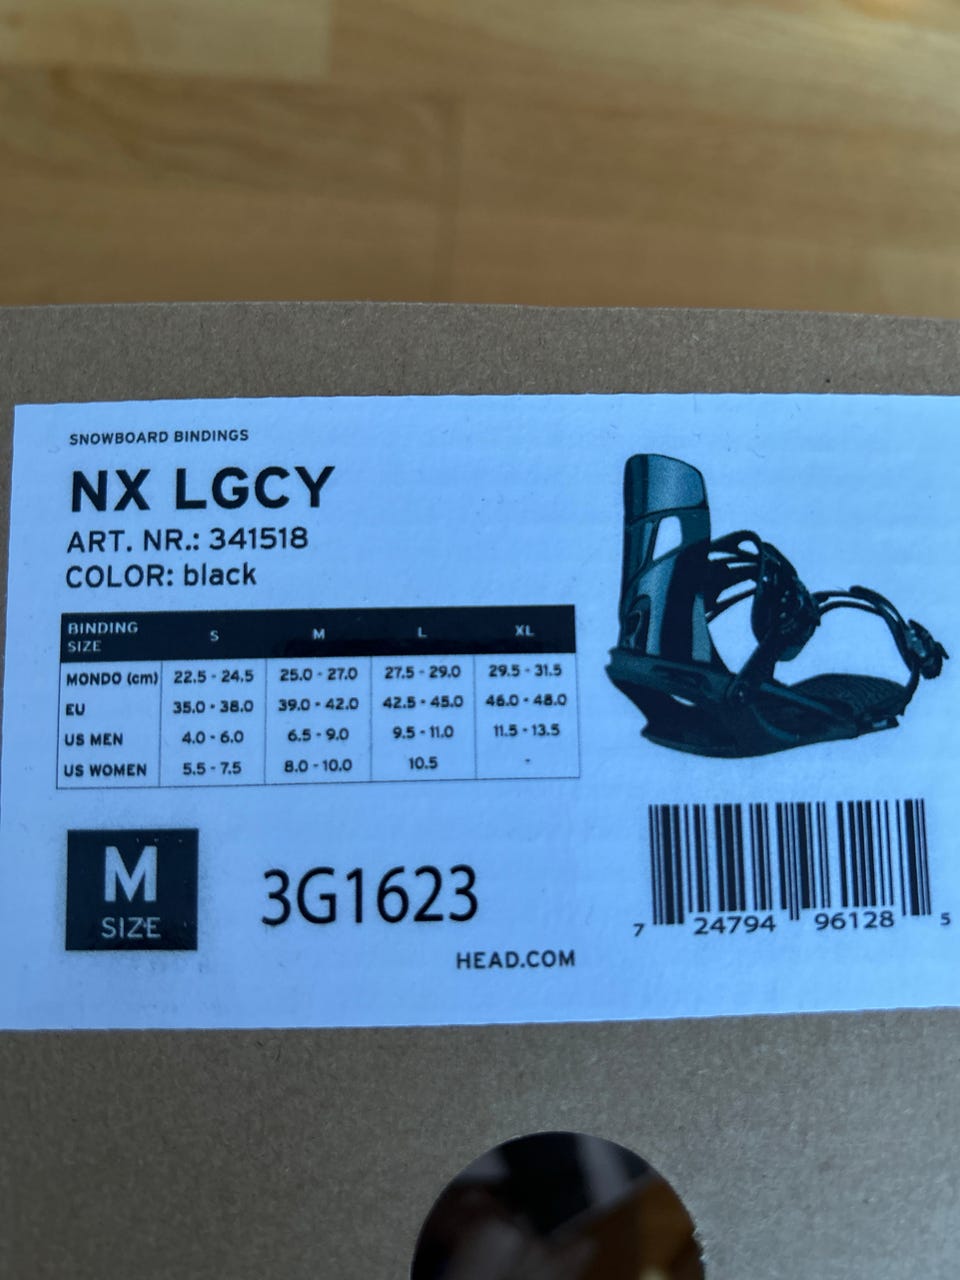 SNOWBOARD BINDINGS
NX LGCY
ART. NR.: 341518
COLOR: black
BINDING SIZE S M L XL
MONDO (cm) 22.5 - 24.5 25.0 - 27.0 27.5 - 29.0 29.5 - 31.5
EU 35.0 - 38.0 39.0 - 42.0 42.5 - 45.0 46.0 - 48.0
US MEN 4.0 - 6.0 6.5 - 9.0 9.5 - 11.0 11.5 - 13.5
US WOMEN 5.5 - 7.5 8.0 - 10.0 10.5 -
M
SIZE
3G1623
7 24794 96128 5
HEAD.COM